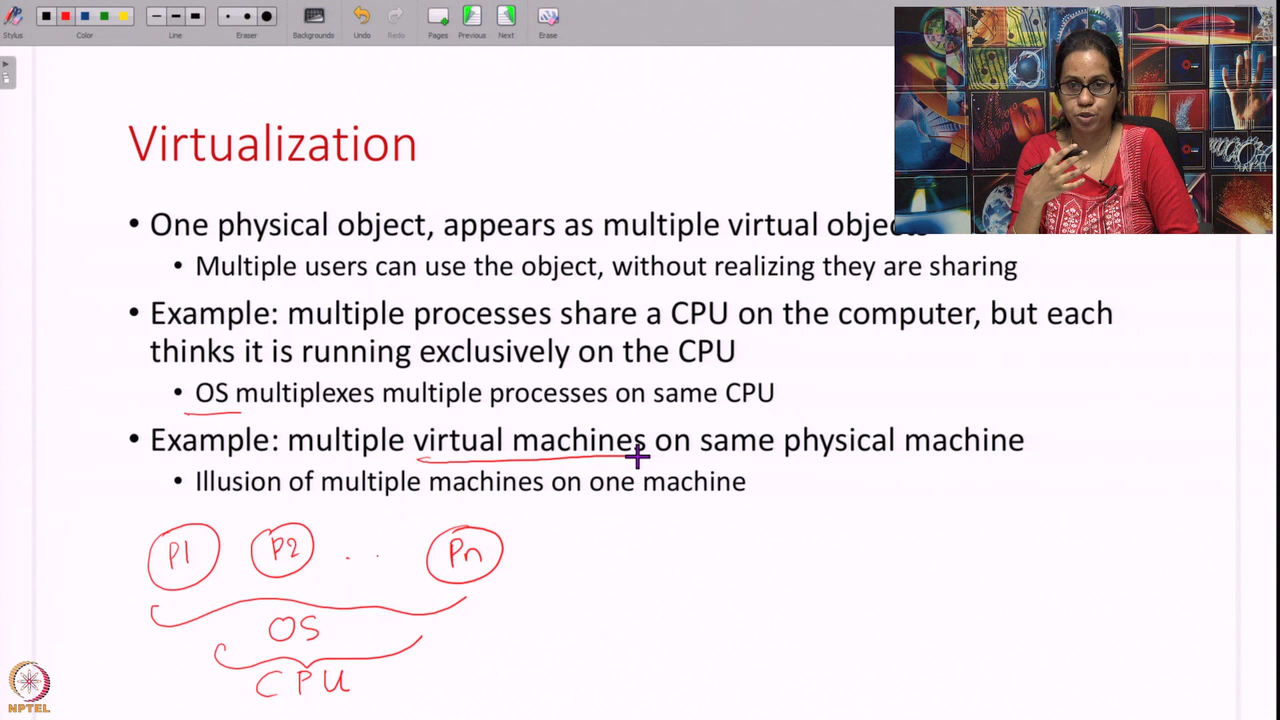 Stylus
Color
Line
Eraser
Backgrounds
Undo
Redo
Pages
Previous
Next
Erase
Virtualization
• One physical object, appears as multiple virtual objects
• Multiple users can use the object, without realizing they are sharing
• Example: multiple processes share a CPU on the computer, but each
thinks it is running exclusively on the CPU
• OS multiplexes multiple processes on same CPU
• Example: multiple virtual machines on same physical machine
• Illusion of multiple machines on one machine
P1 P2 . . Pn
OS
CPU
NPTEL